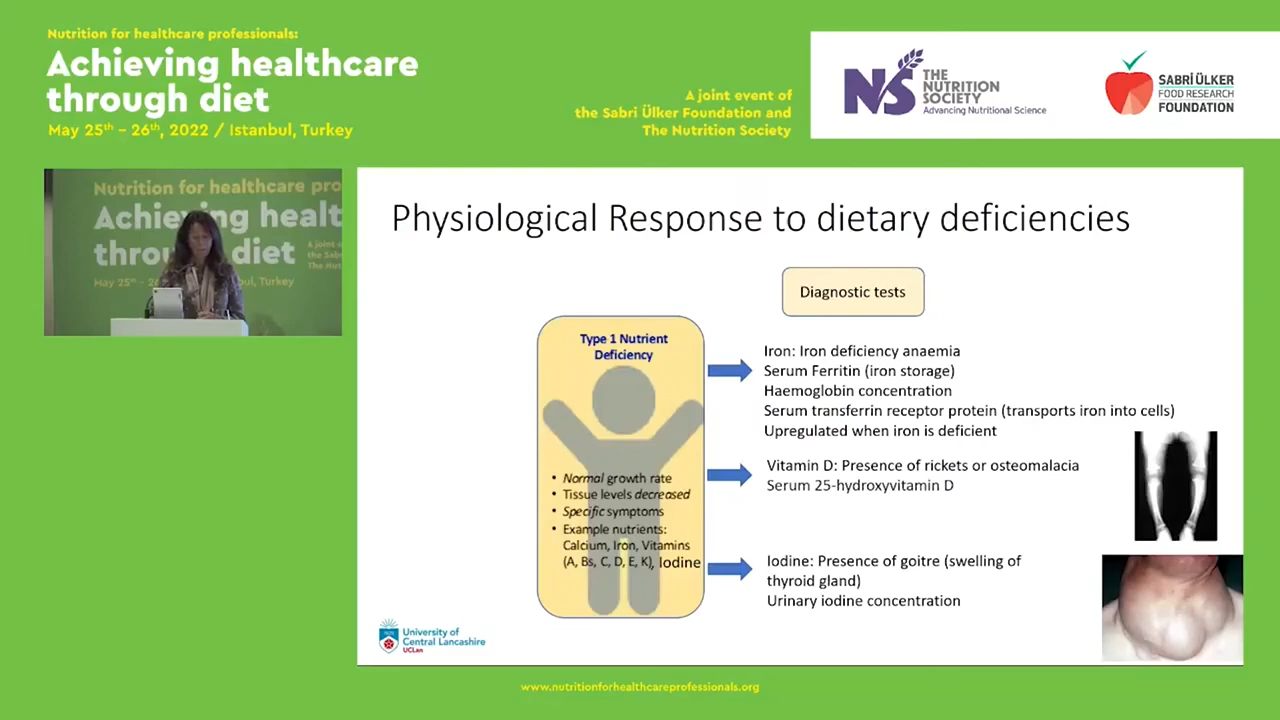 Nutrition for healthcare professionals:
Achieving healthcare
through diet
May 25th – 26th, 2022 / Istanbul, Turkey
A joint event of
the Sabri Ülker Foundation and
The Nutrition Society
NS
THE
NUTRITION
SOCIETY
Advancing Nutritional Science
SABRİ ÜLKER
FOOD RESEARCH
FOUNDATION
Nutrition for healthcare pro
Achieving healt
throu diet
A joint e
the Sab
The Nut
May 25th – 26 bul, Turkey
Physiological Response to dietary deficiencies
Diagnostic tests
Type 1 Nutrient
Deficiency
• Normal growth rate
• Tissue levels decreased
• Specific symptoms
• Example nutrients:
Calcium, Iron, Vitamins
(A, Bs, C, D, E, K), Iodine
Iron: Iron deficiency anaemia
Serum Ferritin (iron storage)
Haemoglobin concentration
Serum transferrin receptor protein (transports iron into cells)
Upregulated when iron is deficient
Vitamin D: Presence of rickets or osteomalacia
Serum 25-hydroxyvitamin D
Iodine: Presence of goitre (swelling of
thyroid gland)
Urinary iodine concentration
University of
Central Lancashire
UCLan
www.nutritionforhealthcareprofessionals.org